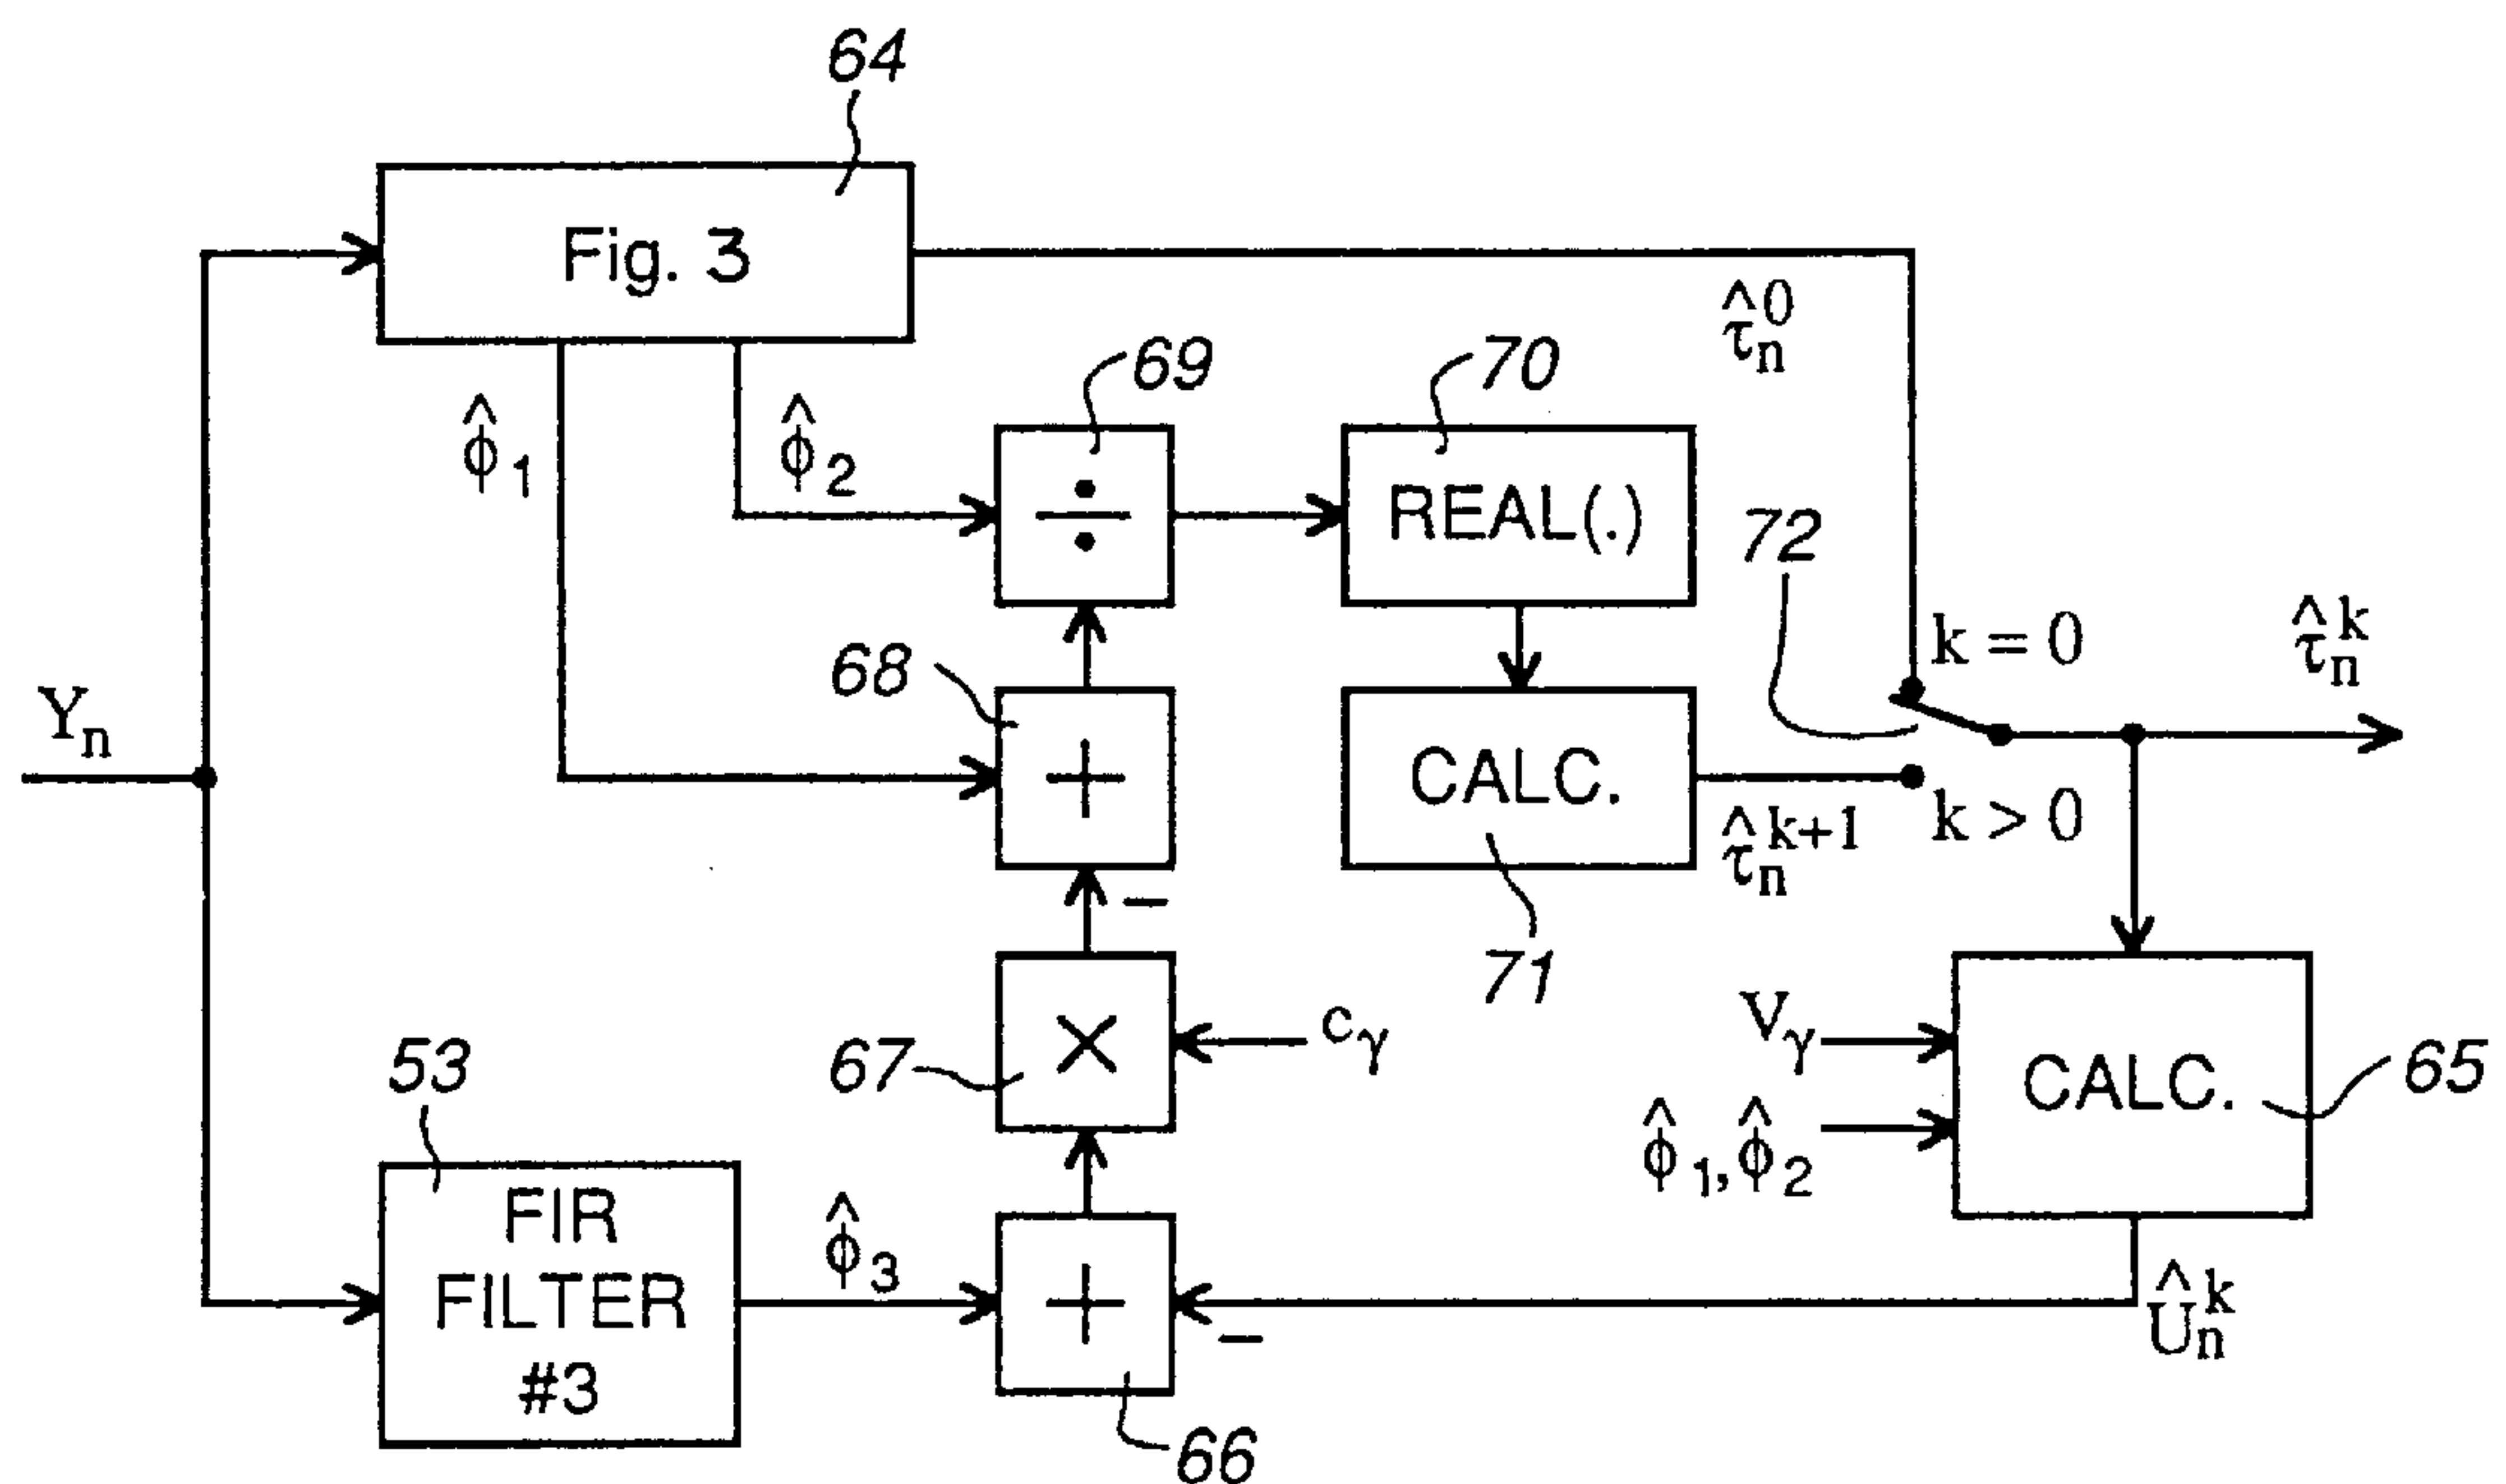 64
Fig. 3
τ̂n⁰
69
70
ϕ̂1
ϕ̂2
÷
REAL(.)
72
k = 0
τ̂nᵏ
68
Yn
+
CALC.
k > 0
τ̂nᵏ⁺¹
−
71
53
67
×
cγ
Vγ
CALC.
65
ϕ̂1, ϕ̂2
FIR
FILTER
#3
ϕ̂3
+
−
Ûnᵏ
66